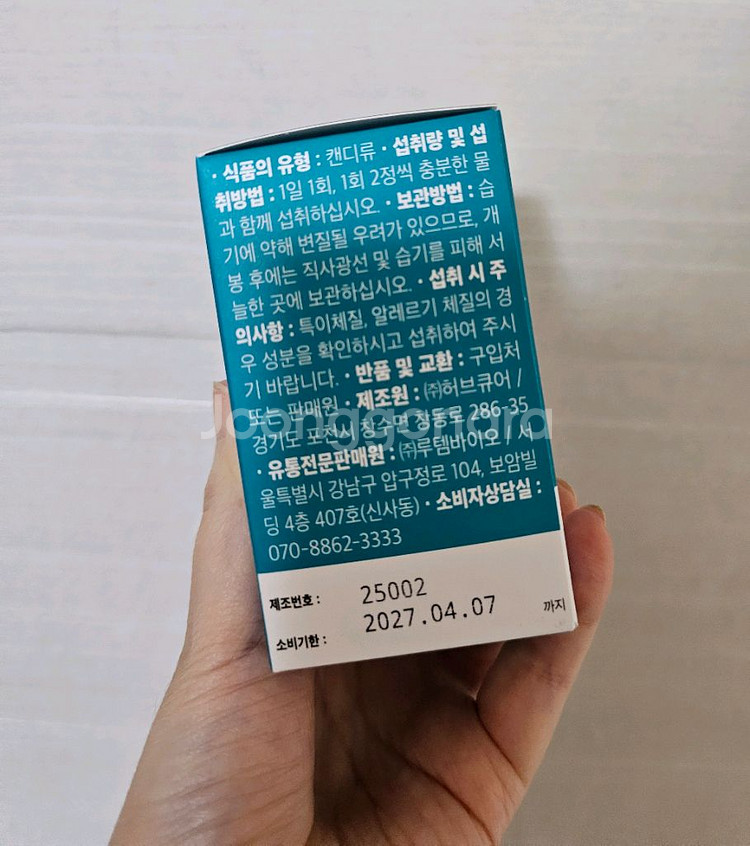 · 식품의 유형 : 캔디류 · 섭취량 및 섭
취방법 : 1일 1회, 1회 2정씩 충분한 물
과 함께 섭취하십시오. · 보관방법 : 습
기에 약해 변질될 우려가 있으므로, 개
봉 후에는 직사광선 및 습기를 피해 서
늘한 곳에 보관하십시오. · 섭취 시 주
의사항 : 특이체질, 알레르기 체질의 경
우 성분을 확인하시고 섭취하여 주시
기 바랍니다. · 반품 및 교환 : 구입처
또는 판매원 · 제조원 : ㈜허브큐어 /
경기도 포천시 창수면 장동로 286-35
· 유통전문판매원 : ㈜루템바이오 / 서
울특별시 강남구 압구정로 104, 보암빌
딩 4층 407호(신사동) · 소비자상담실 :
070-8862-3333
제조번호 : 25002
소비기한 : 2027.04.07 까지
Joonggonara